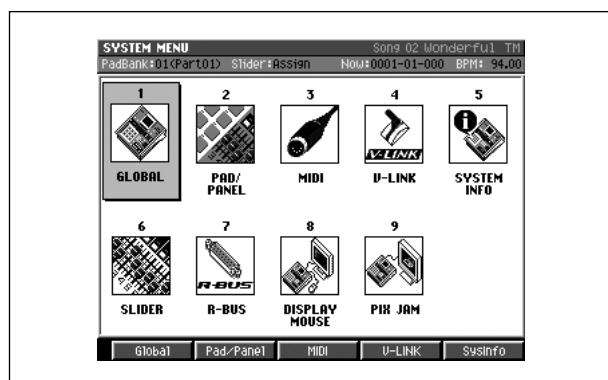 SYSTEM MENU Song 02 Wonderful TM
PadBank:01(Part01) Slider:Assign Now:0001-01-000 BPM: 94.00
1 2 3 4 5
V-LINK
GLOBAL PAD/ MIDI V-LINK SYSTEM
PANEL INFO
6 7 8 9
R-BUS
SLIDER R-BUS DISPLAY PIX JAM
MOUSE
Global Pad/Panel MIDI V-LINK SysInfo